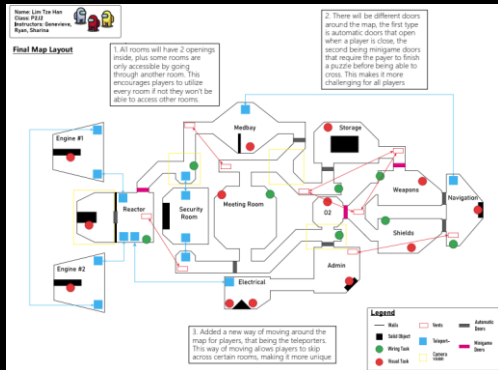 Name: Lim Tze Han
Class: P2J2
Instructors: Genevieve,
Ryan, Sharina
Final Map Layout
1. All rooms will have 2 openings
inside, plus some rooms are
only accessible by going
through another room. This
encourages players to utilize
every room if not they won't be
able to access other rooms.
2. There will be different doors
around the map, the first
type is automatic doors that open
when a player is close, the
second being minigame doors
that require the payer to finish
a puzzle before being able to
cross. This makes it more
challenging for all players
Engine #1
Medbay
Storage
Weapons
Navigation
Reactor
Security
Room
Meeting Room
O2
Shields
Engine #2
Electrical
Admin
3. Added a new way of moving around the
map for players, that being the teleporters.
This way of moving allows players to skip
across certain rooms, making it more unique
Legend
Walls
Solid Object
Wiring Task
Visual Task
Vents
Teleport-
Camera
Vision
Automatic
Doors
Minigame
Doors